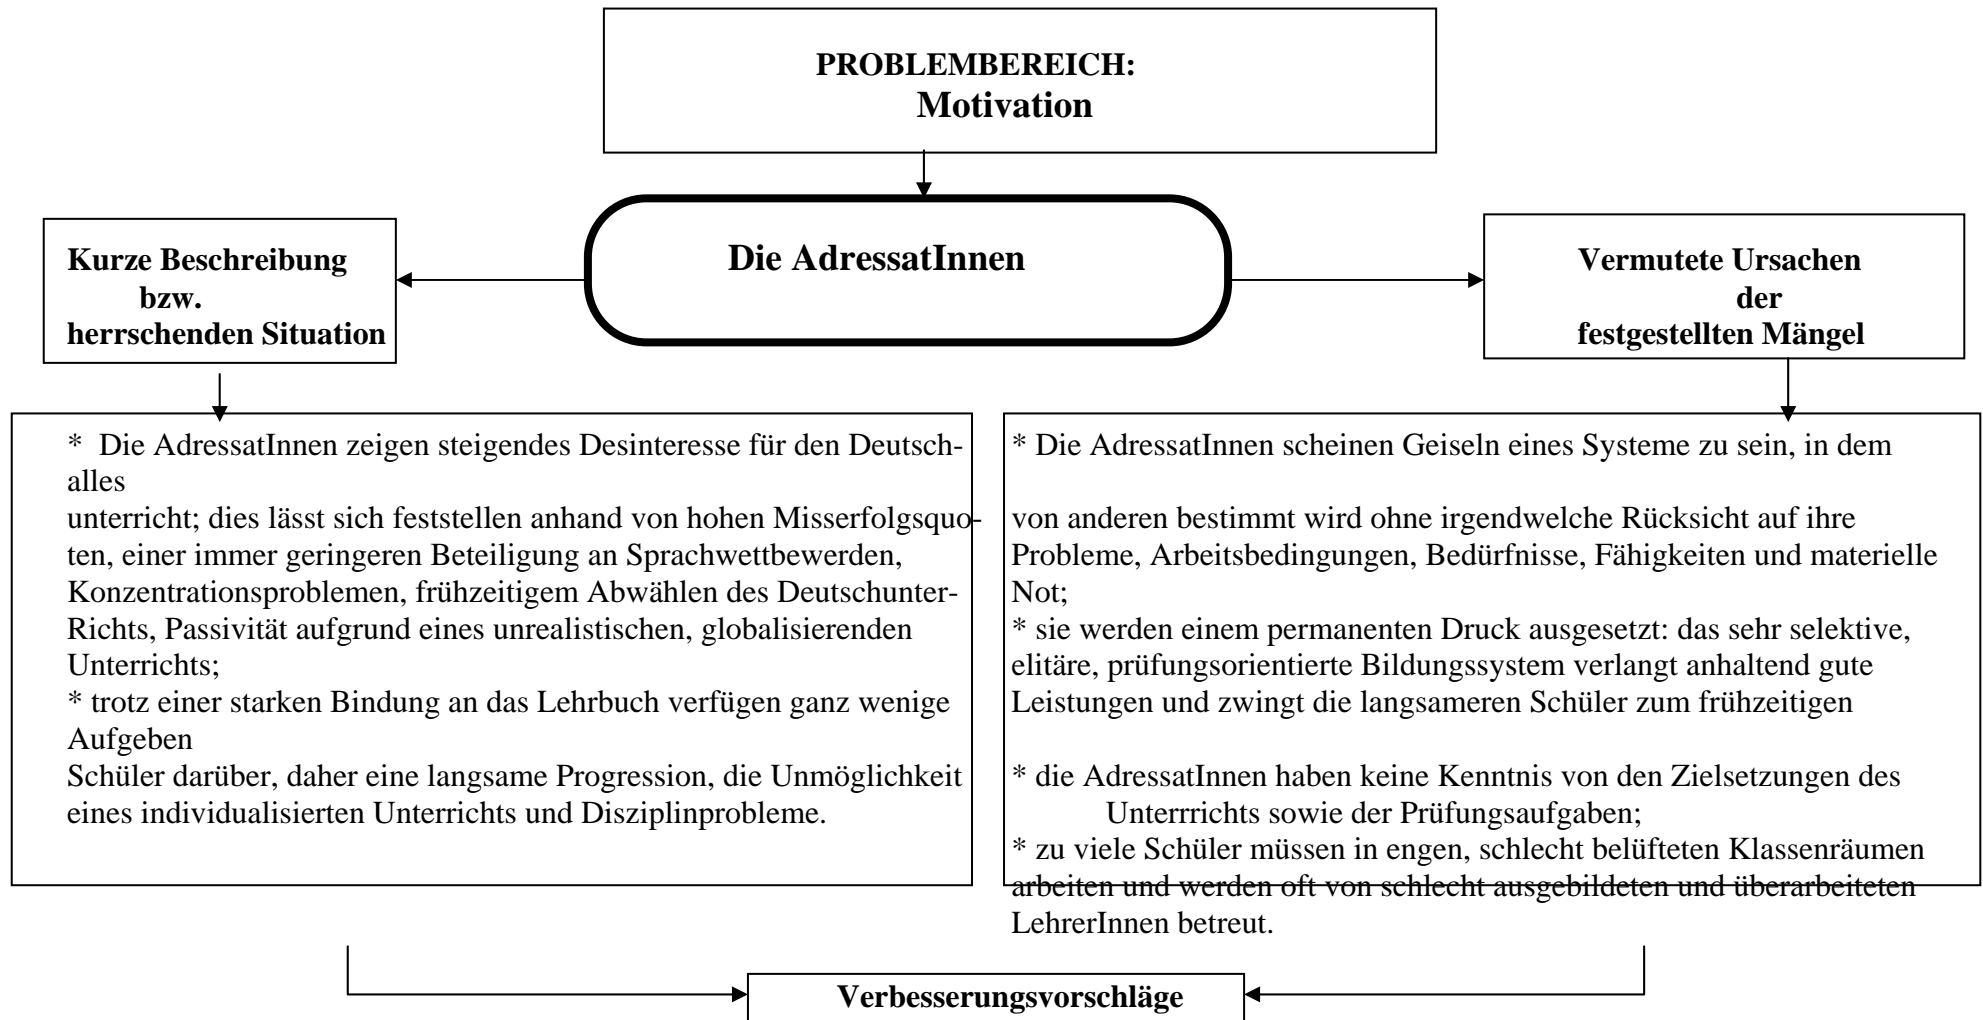 PROBLEMBEREICH:
Motivation
Die AdressatInnen
Kurze Beschreibung
bzw.
herrschenden Situation
Vermutete Ursachen
der
festgestellten Mängel
* Die AdressatInnen zeigen steigendes Desinteresse für den Deutsch-
alles
unterricht; dies lässt sich feststellen anhand von hohen Misserfolgsquo-
ten, einer immer geringeren Beteiligung an Sprachwettbewerden,
Konzentrationsproblemen, frühzeitigem Abwählen des Deutschunter-
Richts, Passivität aufgrund eines unrealistischen, globalisierenden
Unterrichts;
* trotz einer starken Bindung an das Lehrbuch verfügen ganz wenige
Aufgeben
Schüler darüber, daher eine langsame Progression, die Unmöglichkeit
eines individualisierten Unterrichts und Disziplinprobleme.
* Die AdressatInnen scheinen Geiseln eines Systeme zu sein, in dem
von anderen bestimmt wird ohne irgendwelche Rücksicht auf ihre
Probleme, Arbeitsbedingungen, Bedürfnisse, Fähigkeiten und materielle
Not;
* sie werden einem permanenten Druck ausgesetzt: das sehr selektive,
elitäre, prüfungsorientierte Bildungssystem verlangt anhaltend gute
Leistungen und zwingt die langsameren Schüler zum frühzeitigen
* die AdressatInnen haben keine Kenntnis von den Zielsetzungen des
Unterrrichts sowie der Prüfungsaufgaben;
* zu viele Schüler müssen in engen, schlecht belüfteten Klassenräumen
arbeiten und werden oft von schlecht ausgebildeten und überarbeiteten
LehrerInnen betreut.
Verbesserungsvorschläge